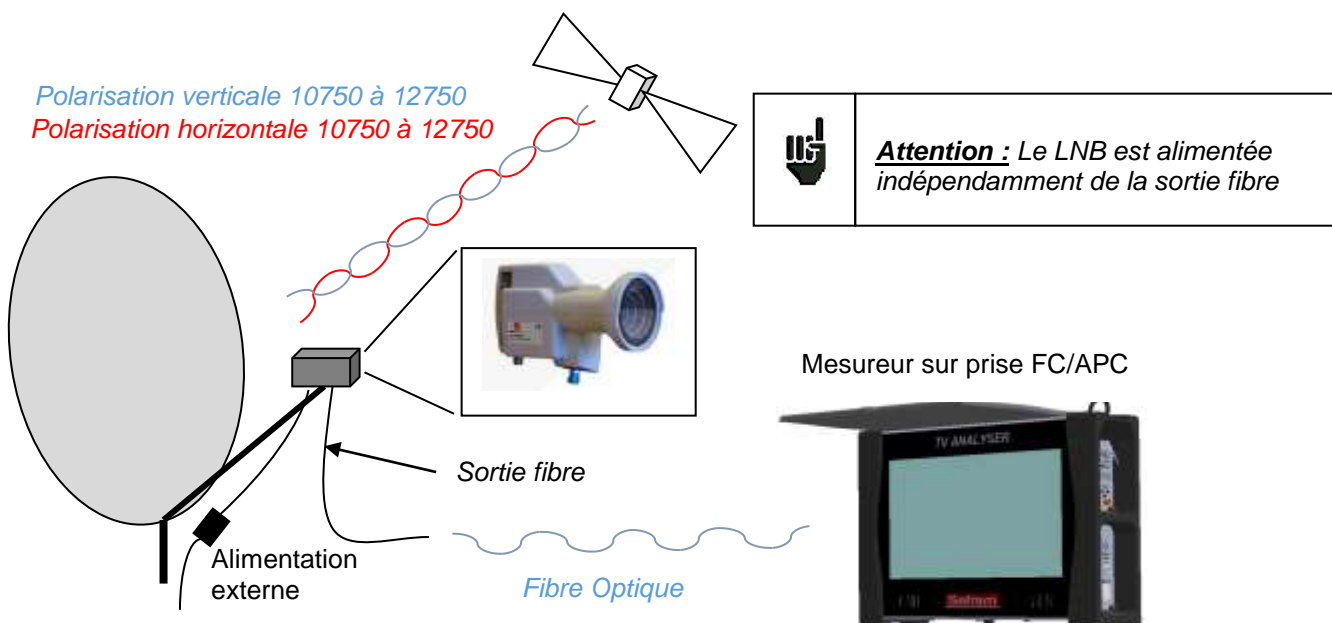 Polarisation verticale 10750 à 12750
Polarisation horizontale 10750 à 12750
Attention : Le LNB est alimentée
indépendamment de la sortie fibre
Mesureur sur prise FC/APC
TV ANALYSER
Sortie fibre
Alimentation
externe
Fibre Optique
Sefram